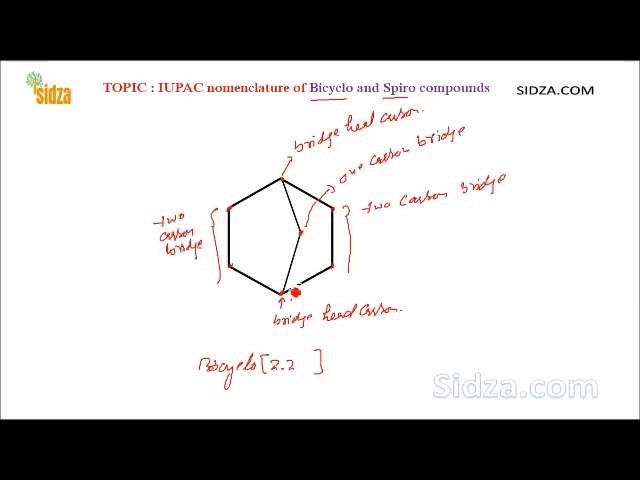 sidza
TOPIC : IUPAC nomenclature of Bicyclo and Spiro compounds
SIDZA.COM
bridge head carbon.
one carbon bridge
two carbon bridge
two
carbon
bridge
bridge head carbon.
Bicyclo [2.2 ]
Sidza.com